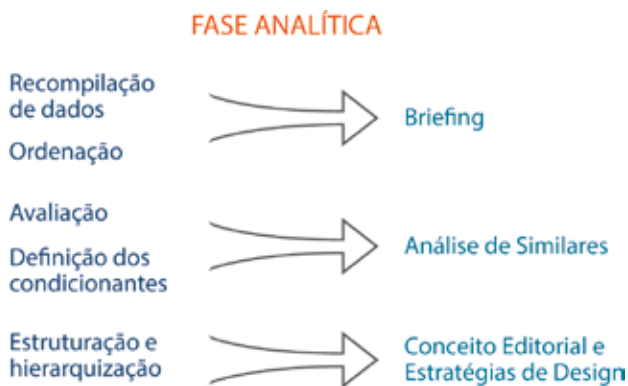 FASE ANALÍTICA
Recompilação
de dados
Ordenação
Briefing
Avaliação
Definição dos
condicionantes
Análise de Similares
Estruturação e
hierarquização
Conceito Editorial e
Estratégias de Design